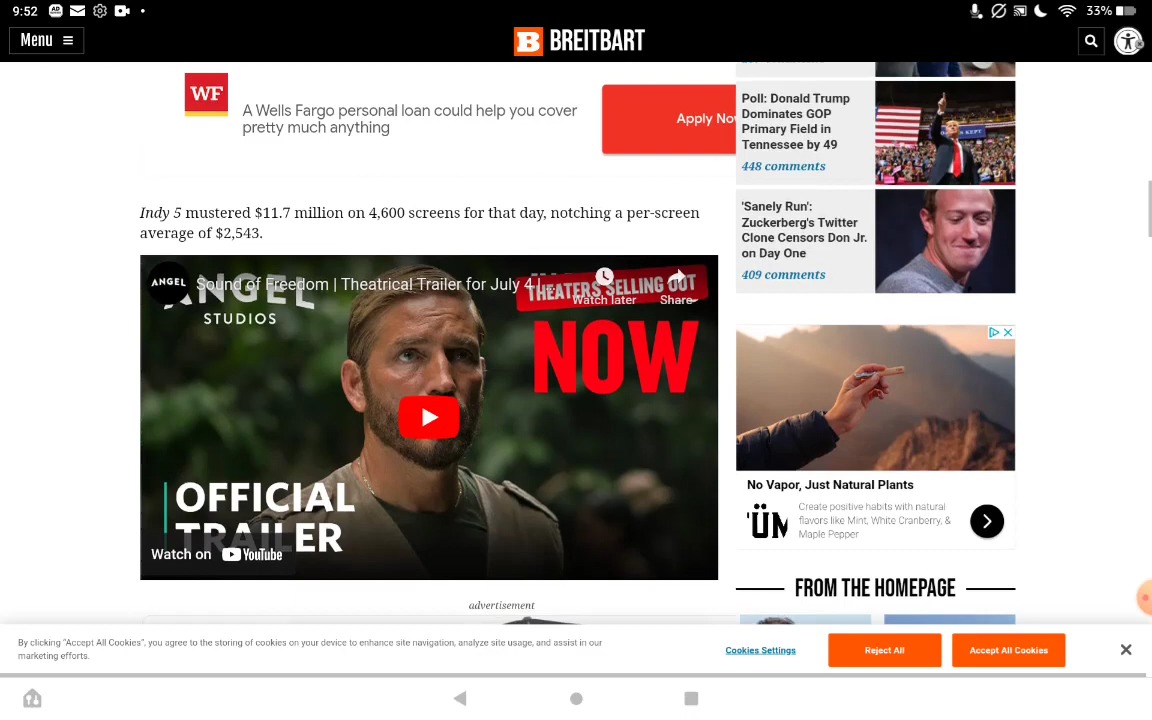 9:52
33%
Menu
BREITBART
WF
A Wells Fargo personal loan could help you cover
pretty much anything
Apply Now
Indy 5 mustered $11.7 million on 4,600 screens for that day, notching a per-screen
average of $2,543.
ANGEL
Sound of Freedom | Theatrical Trailer for July 4 | ...
Watch later
Share
ANGEL
STUDIOS
THEATERS SELLING OUT
NOW
OFFICIAL
TRAILER
Watch on YouTube
advertisement
Poll: Donald Trump
Dominates GOP
Primary Field in
Tennessee by 49
448 comments
'Sanely Run':
Zuckerberg's Twitter
Clone Censors Don Jr.
on Day One
409 comments
No Vapor, Just Natural Plants
'ÜM
Create positive habits with natural
flavors like Mint, White Cranberry, &
Maple Pepper
FROM THE HOMEPAGE
By clicking “Accept All Cookies”, you agree to the storing of cookies on your device to enhance site navigation, analyze site usage, and assist in our
marketing efforts.
Cookies Settings
Reject All
Accept All Cookies